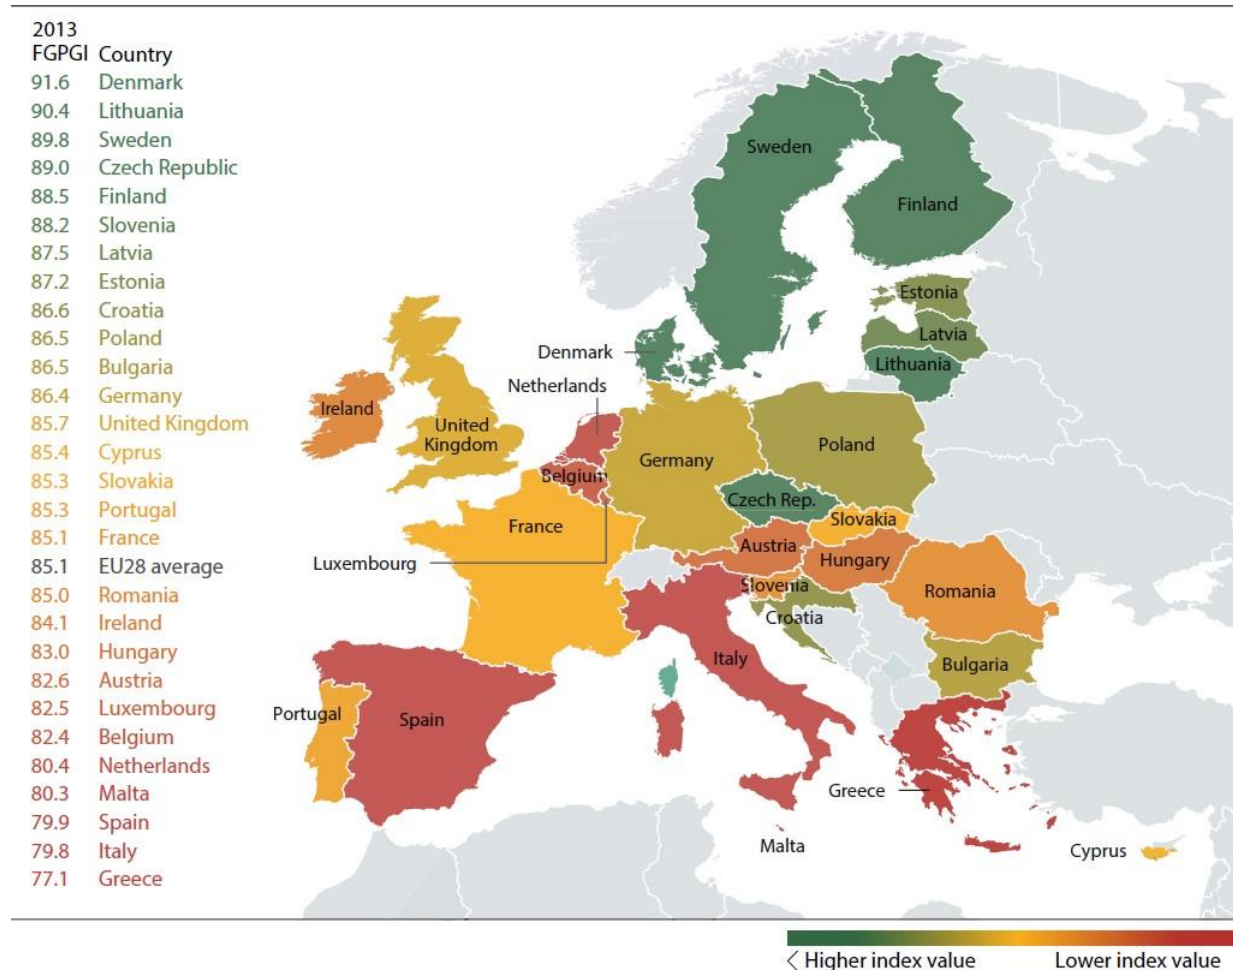 2013
FGPGI Country
91.6 Denmark
90.4 Lithuania
89.8 Sweden
89.0 Czech Republic
88.5 Finland
88.2 Slovenia
87.5 Latvia
87.2 Estonia
86.6 Croatia
86.5 Poland
86.5 Bulgaria
86.4 Germany
85.7 United Kingdom
85.4 Cyprus
85.3 Slovakia
85.3 Portugal
85.1 France
85.1 EU28 average
85.0 Romania
84.1 Ireland
83.0 Hungary
82.6 Austria
82.5 Luxembourg
82.4 Belgium
80.4 Netherlands
80.3 Malta
79.9 Spain
79.8 Italy
77.1 Greece
Sweden
Finland
Estonia
Latvia
Lithuania
Denmark
Netherlands
Ireland
United
Kingdom
Belgium
Germany
Poland
Czech Rep.
France
Slovakia
Luxembourg
Austria
Hungary
Slovenia
Romania
Croatia
Italy
Bulgaria
Portugal
Spain
Greece
Malta
Cyprus
< Higher index value
Lower index value